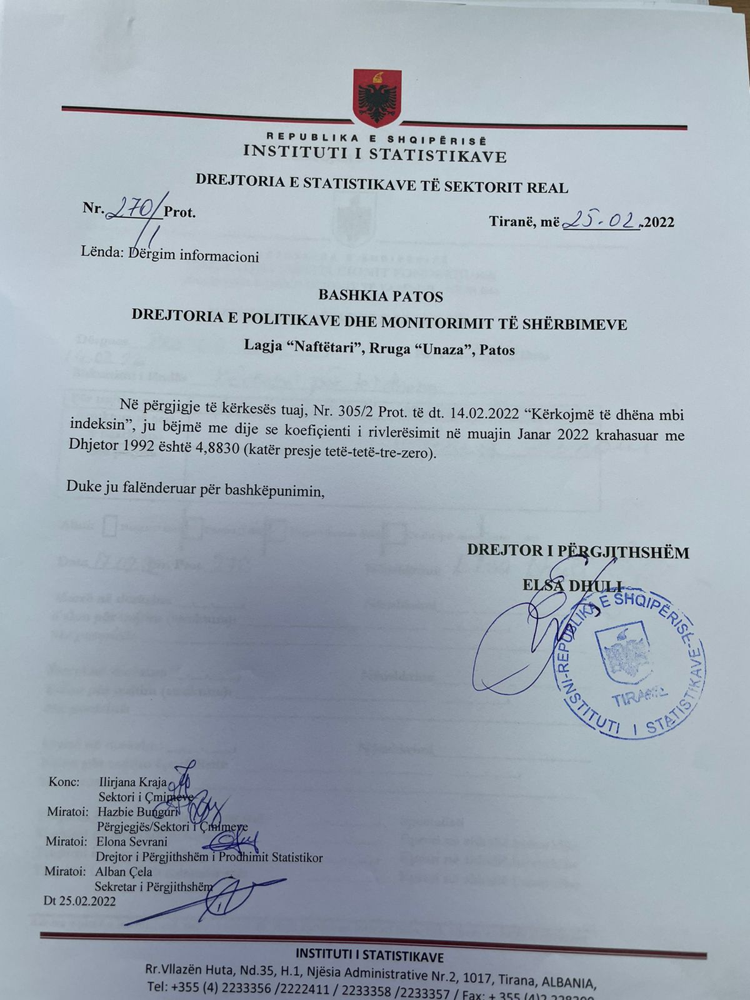 REPUBLIKA E SHQIPËRISË
INSTITUTI I STATISTIKAVE
DREJTORIA E STATISTIKAVE TË SEKTORIT REAL
Nr. 270/1 Prot.
Tiranë, më 25.02.2022
Lënda: Dërgim informacioni
BASHKIA PATOS
DREJTORIA E POLITIKAVE DHE MONITORIMIT TË SHËRBIMEVE
Lagja “Naftëtari”, Rruga “Unaza”, Patos
Në përgjigje të kërkesës tuaj, Nr. 305/2 Prot. të dt. 14.02.2022 “Kërkojmë të dhëna mbi
indeksin”, ju bëjmë me dije se koefiçienti i rivlerësimit në muajin Janar 2022 krahasuar me
Dhjetor 1992 është 4,8830 (katër presje tetë-tetë-tre-zero).
Duke ju falënderuar për bashkëpunimin,
DREJTOR I PËRGJITHSHËM
ELSA DHULI
REPUBLIKA E SHQIPËRISË
INSTITUTI I STATISTIKAVE
Konc: Ilirjana Kraja
Sektori i Çmimeve
Miratoi: Hazbie Bunguri
Përgjegjës/Sektori i Çmimeve
Miratoi: Elona Sevrani
Drejtor i Përgjithshëm i Prodhimit Statistikor
Miratoi: Alban Çela
Sekretar i Përgjithshëm
Dt 25.02.2022
INSTITUTI I STATISTIKAVE
Rr.Vllazën Huta, Nd.35, H.1, Njësia Administrative Nr.2, 1017, Tirana, ALBANIA,
Tel: +355 (4) 2233356 /2222411 / 2233358 /2233357 / Fax: + 355 (4)2